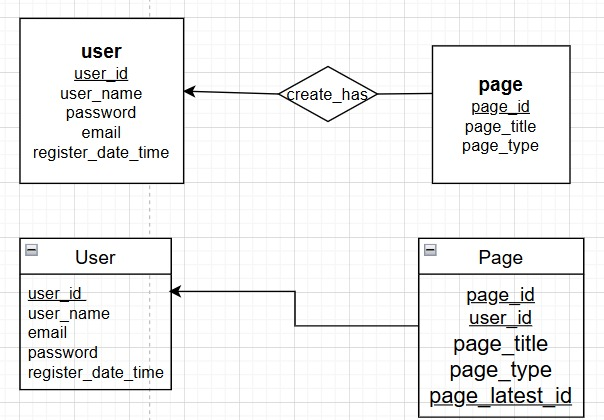 user
user_id
user_name
password
email
register_date_time
create_has
page
page_id
page_title
page_type
User
user_id
user_name
email
password
register_date_time
Page
page_id
user_id
page_title
page_type
page_latest_id